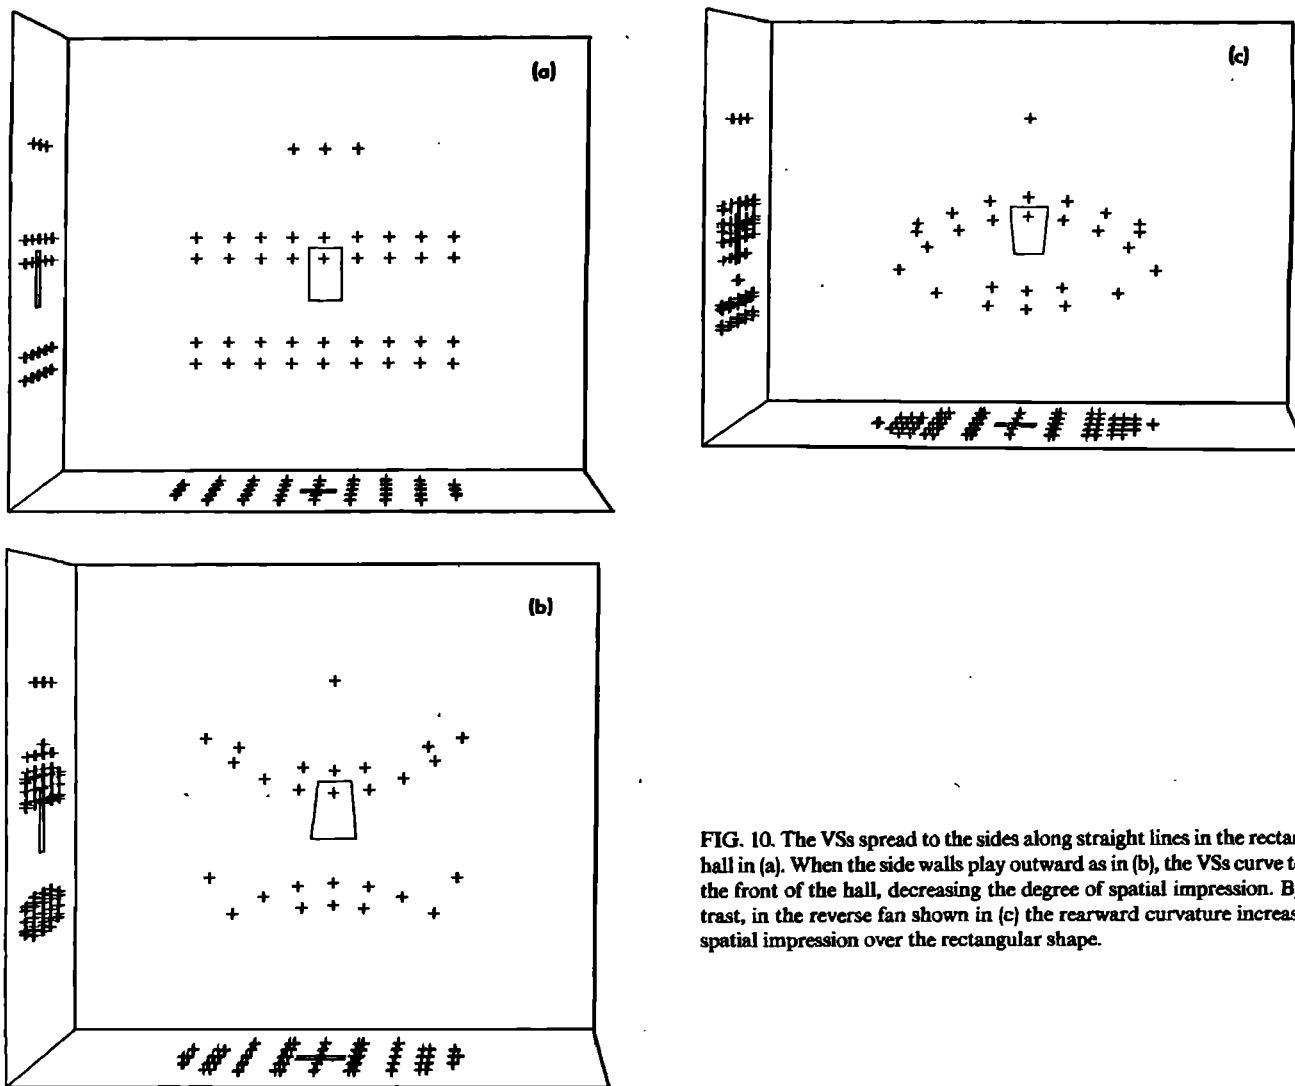 (a)
(c)
(b)
FIG. 10. The VSs spread to the sides along straight lines in the rectan
hall in (a). When the side walls play outward as in (b), the VSs curve t
the front of the hall, decreasing the degree of spatial impression. B
trast, in the reverse fan shown in (c) the rearward curvature increas
spatial impression over the rectangular shape.